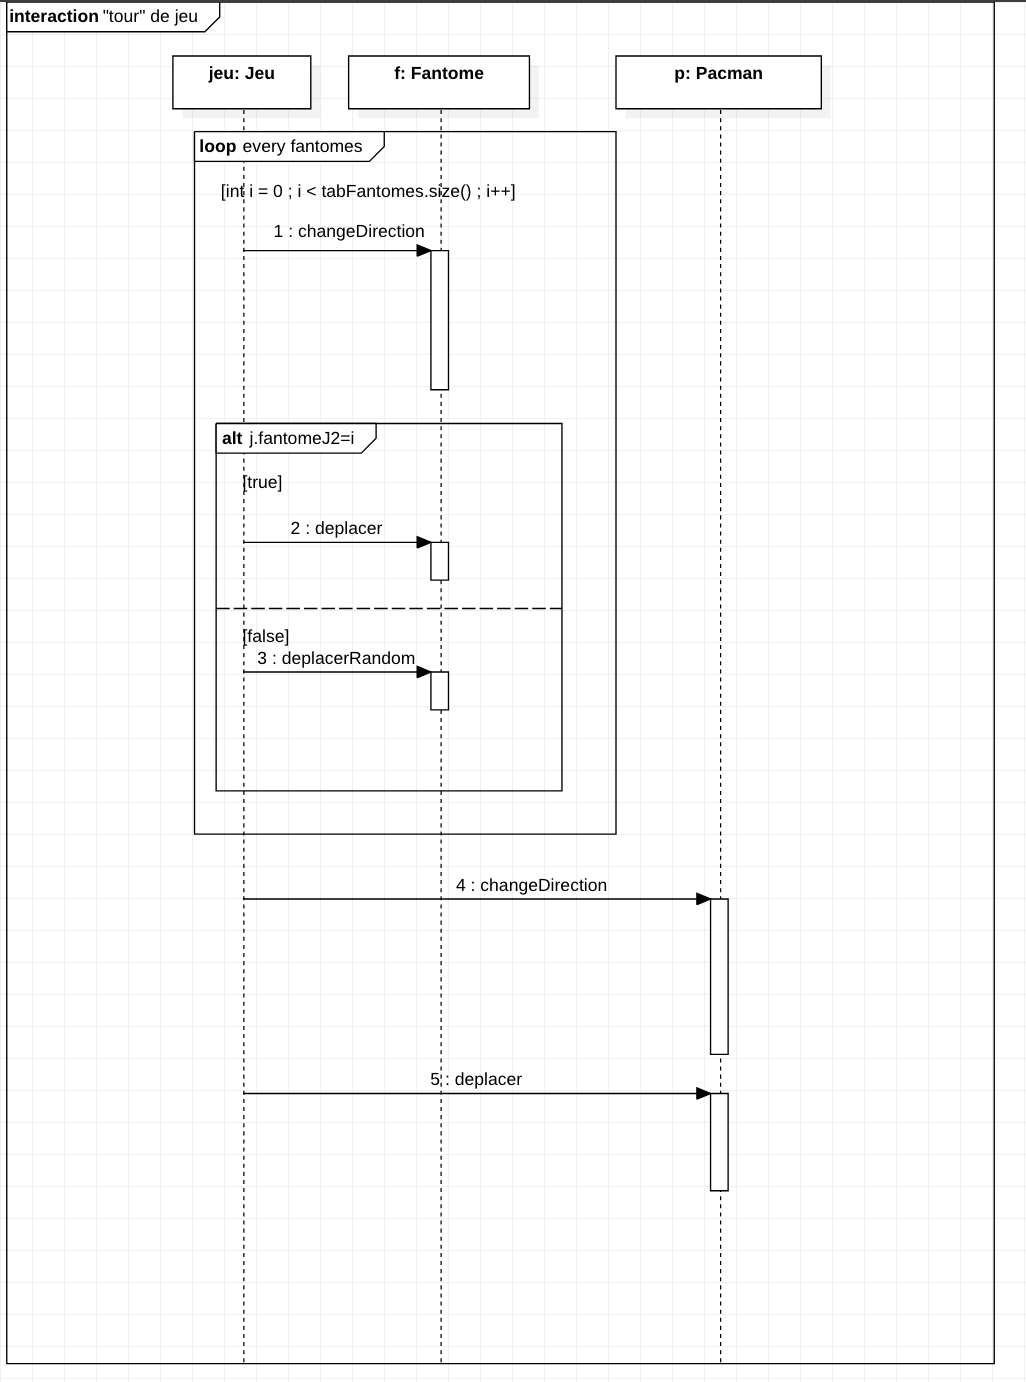 interaction "tour" de jeu
jeu: Jeu
f: Fantome
p: Pacman
loop every fantomes
[int i = 0 ; i < tabFantomes.size() ; i++]
1 : changeDirection
alt j.fantomeJ2=i
[true]
2 : deplacer
[false]
3 : deplacerRandom
4 : changeDirection
5 : deplacer